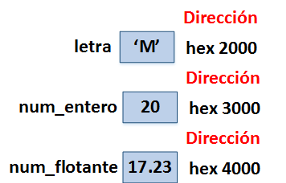 Dirección
letra 'M' hex 2000
Dirección
num_entero 20 hex 3000
Dirección
num_flotante 17.23 hex 4000